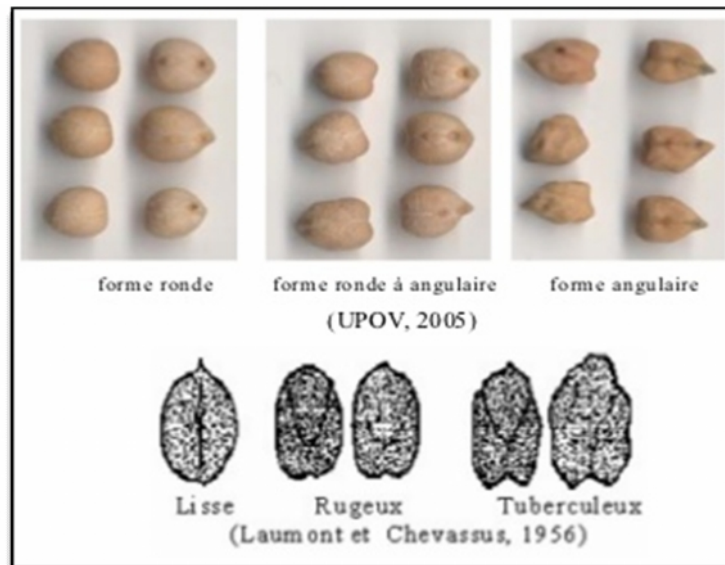 forme ronde forme ronde à angulaire forme angulaire
(UPOV, 2005)
Lisse Rugeux Tuberculeux
(Laumont et Chevassus, 1956)